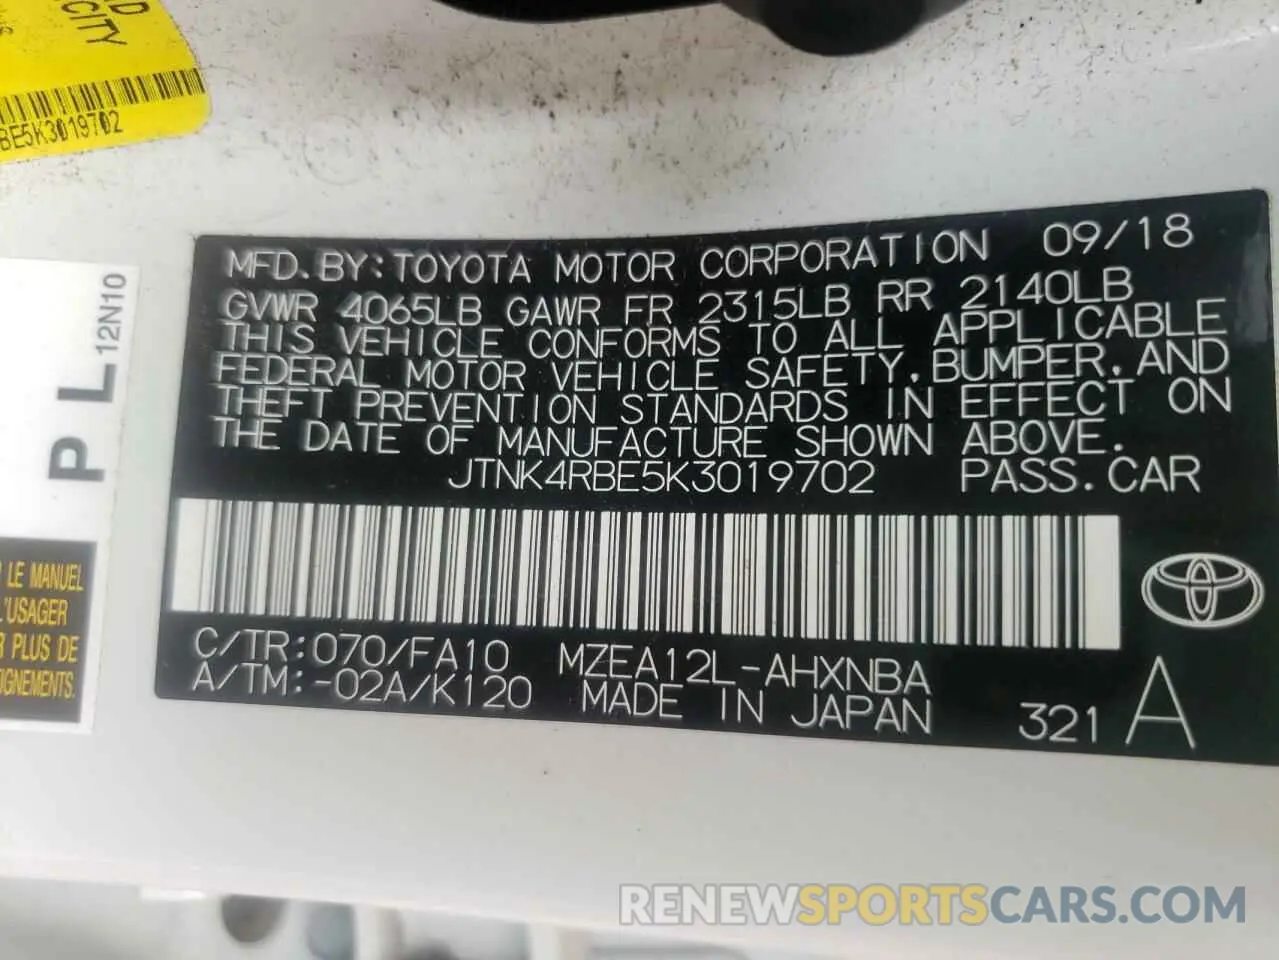 CITY
BE5K3019702
PL 12N10
MFD.BY:TOYOTA MOTOR CORPORATION 09/18
GVWR 4065LB GAWR FR 2315LB RR 2140LB
THIS VEHICLE CONFORMS TO ALL APPLICABLE
FEDERAL MOTOR VEHICLE SAFETY,BUMPER,AND
THEFT PREVENTION STANDARDS IN EFFECT ON
THE DATE OF MANUFACTURE SHOWN ABOVE.
JTNK4RBE5K3019702 PASS.CAR
LE MANUEL
L'USAGER
PLUS DE
C/TR:070/FA10 MZEA12L-AHXNBA
A/TM:-02A/K120 MADE IN JAPAN 321 A
RENEWSPORTSCARS.COM